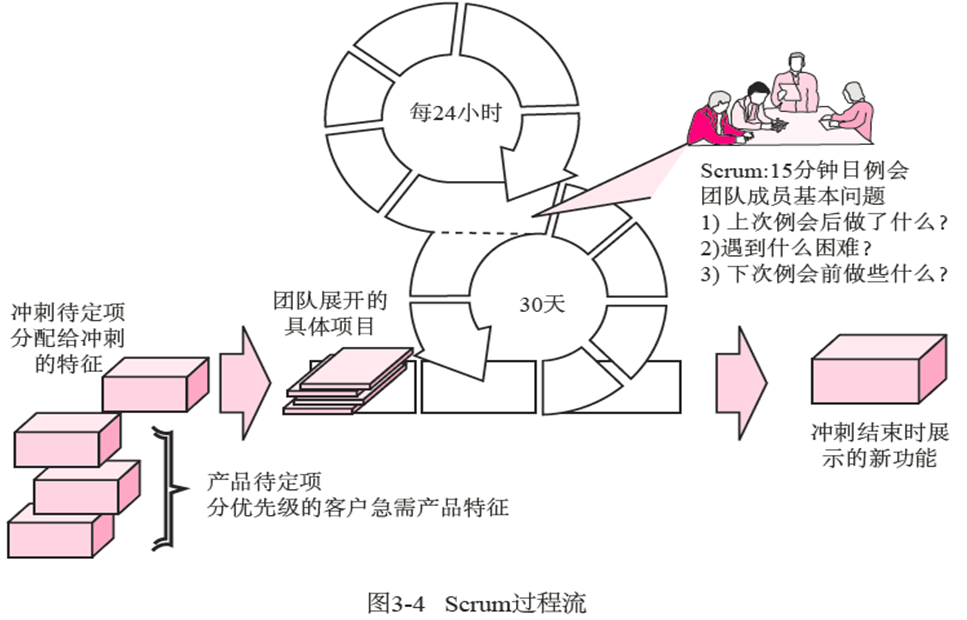 每24小时
Scrum:15分钟日例会
团队成员基本问题
1) 上次例会后做了什么?
2)遇到什么困难?
3) 下次例会前做些什么?
30天
冲刺待定项
分配给冲刺
的特征
团队展开的
具体项目
产品待定项
分优先级的客户急需产品特征
冲刺结束时展
示的新功能
图3-4 Scrum过程流